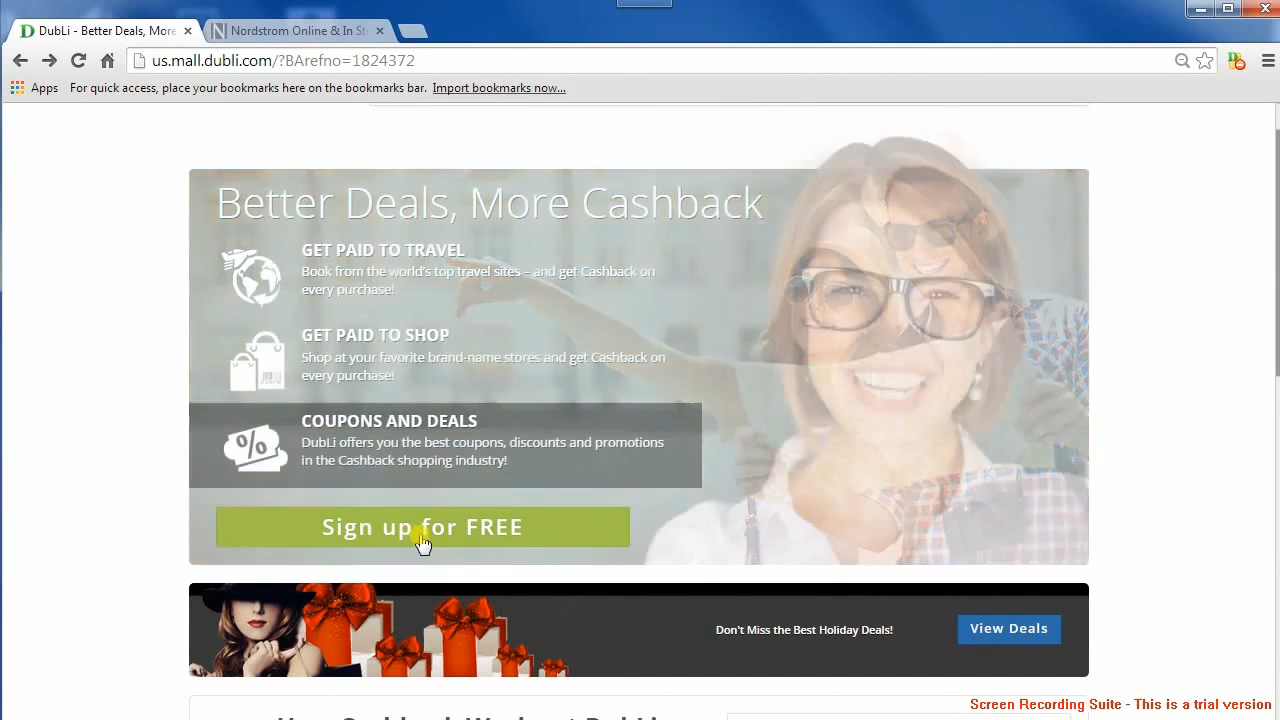 DubLi - Better Deals, More
Nordstrom Online & In St
us.mall.dubli.com/?BArefno=1824372
Apps For quick access, place your bookmarks here on the bookmarks bar. Import bookmarks now...
Better Deals, More Cashback
GET PAID TO TRAVEL
Book from the world's top travel sites – and get Cashback on
every purchase!
GET PAID TO SHOP
Shop at your favorite brand-name stores and get Cashback on
every purchase!
%
COUPONS AND DEALS
DubLi offers you the best coupons, discounts and promotions
in the Cashback shopping industry!
Sign up for FREE
Don't Miss the Best Holiday Deals!
View Deals
Screen Recording Suite - This is a trial version